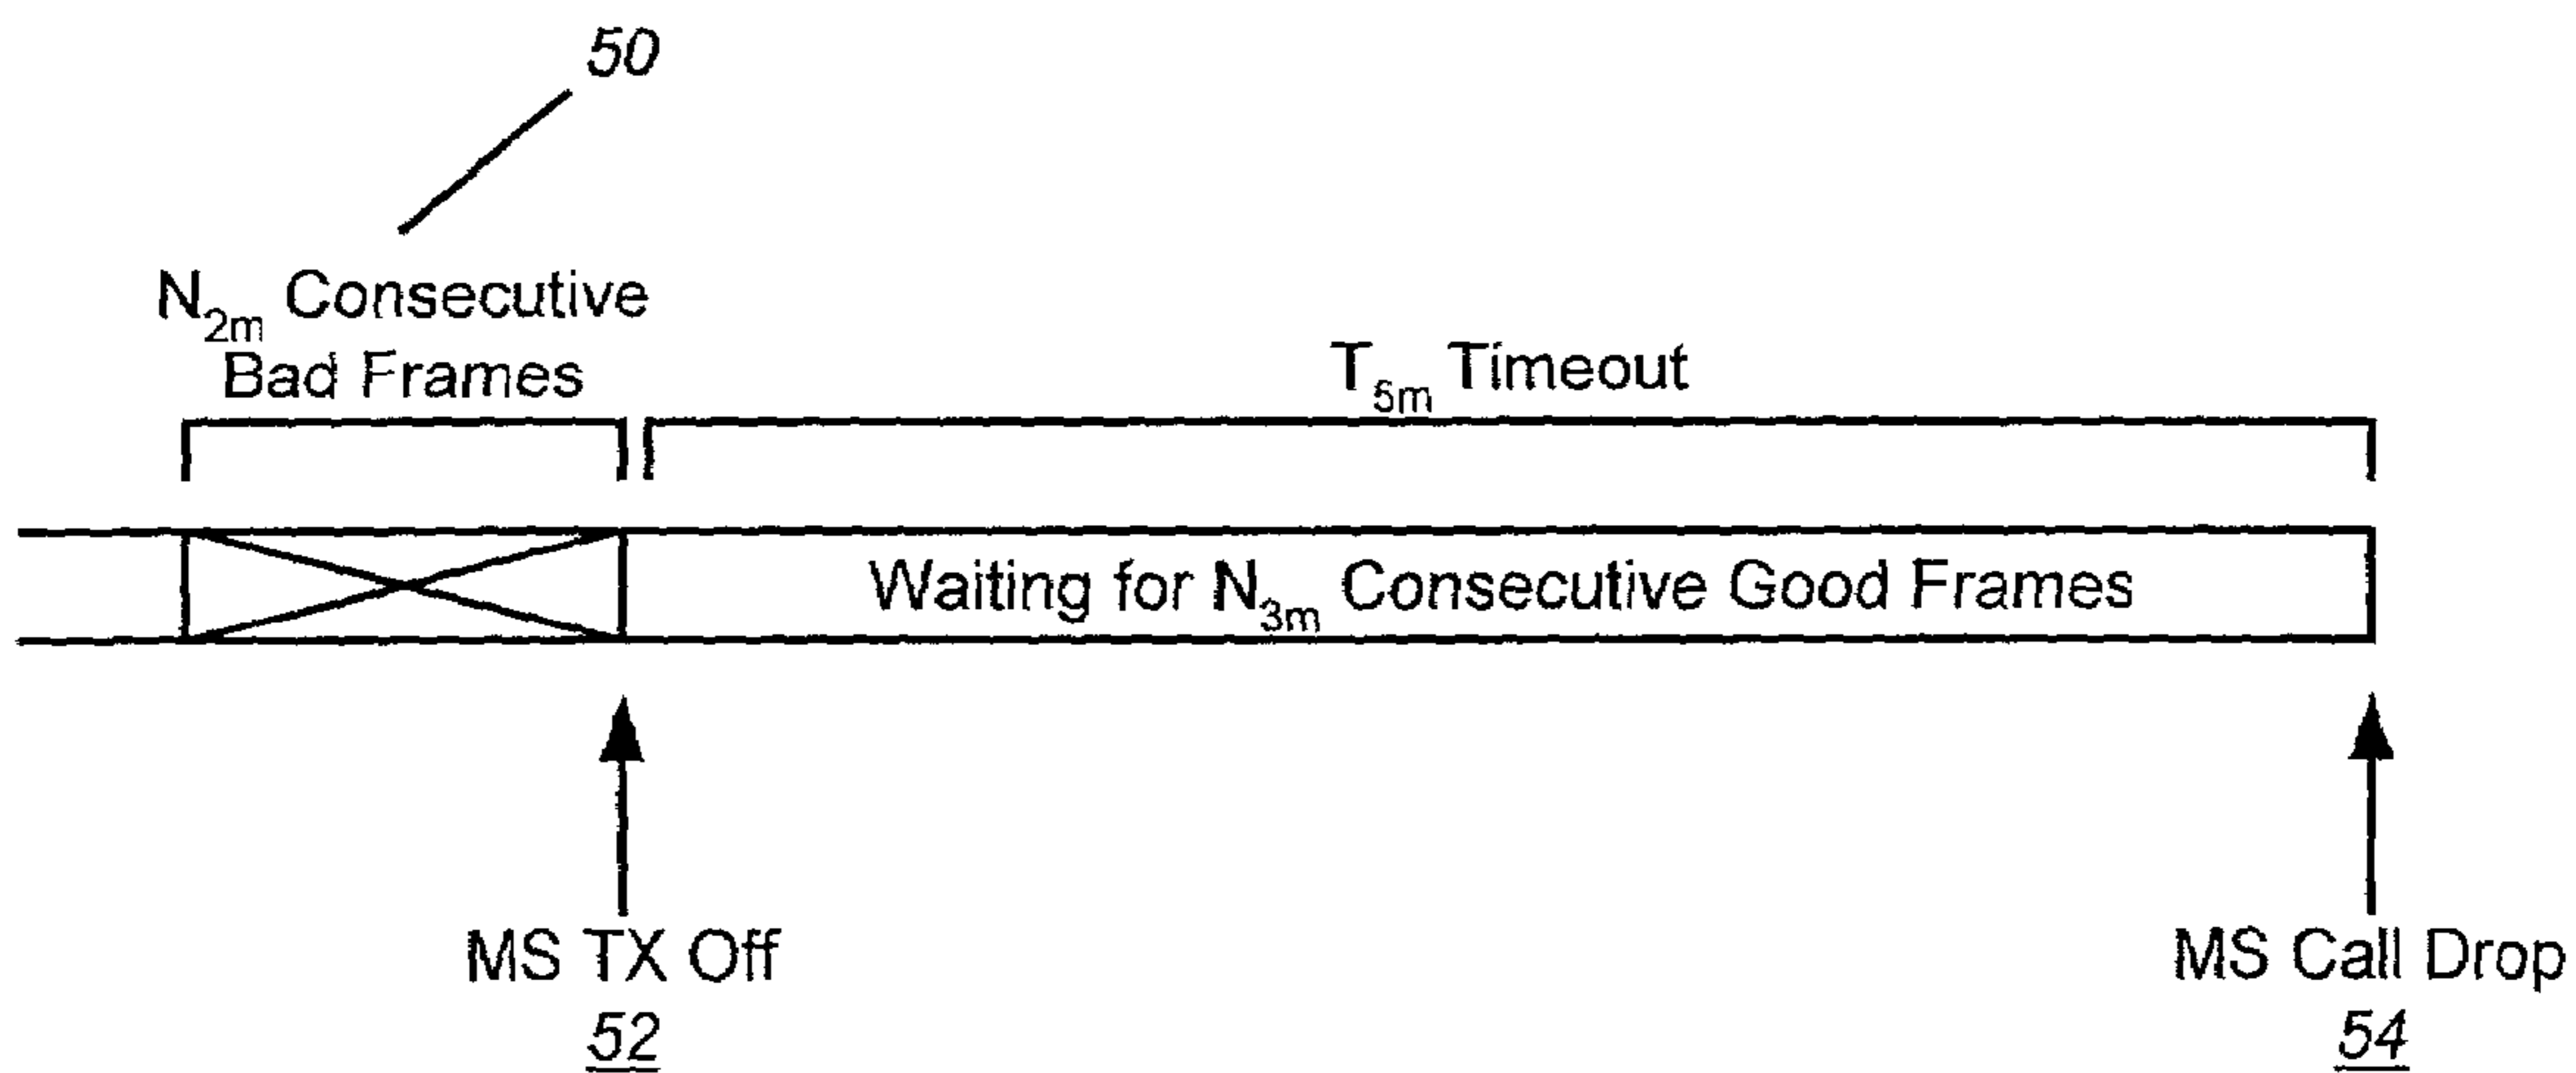 50
N2m Consecutive
Bad Frames
T5m Timeout
Waiting for N3m Consecutive Good Frames
MS TX Off
52
MS Call Drop
54